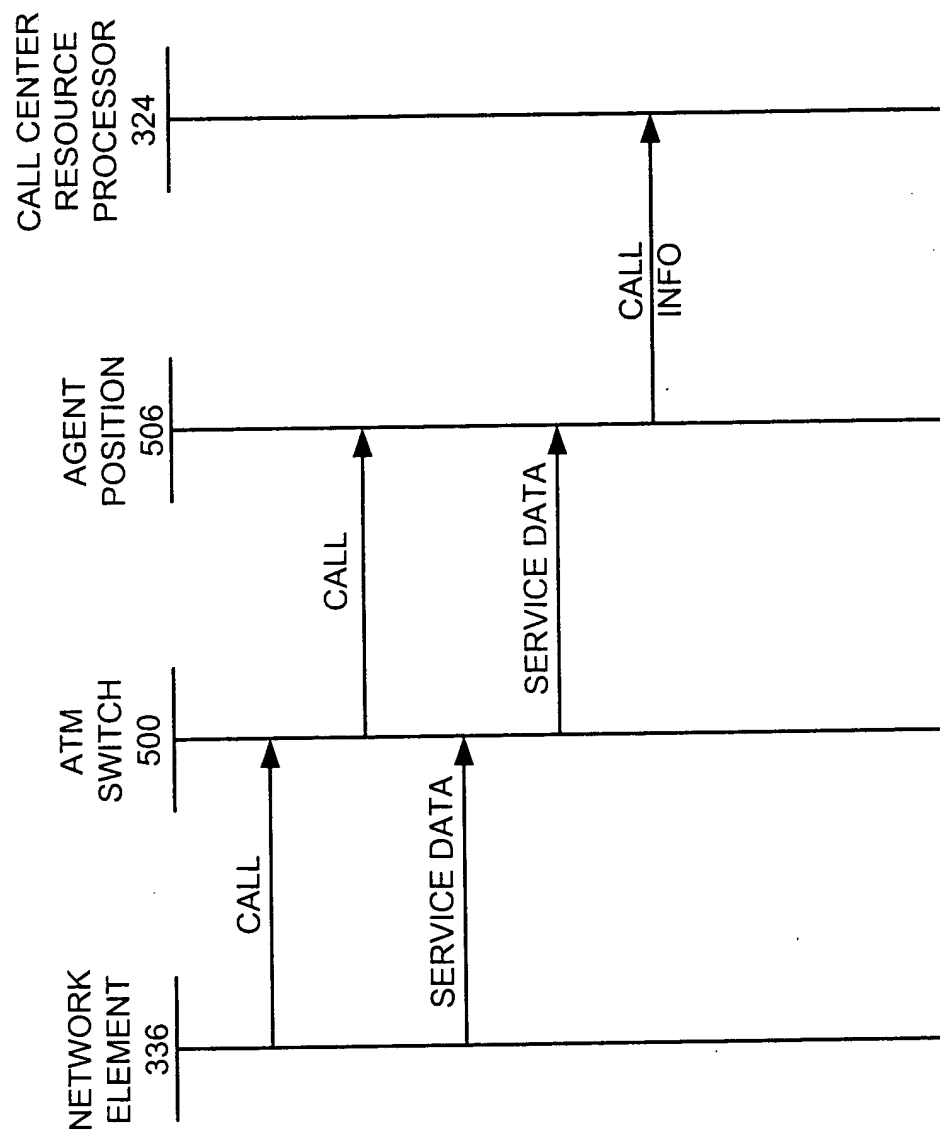 NETWORK
ELEMENT
336
ATM
SWITCH
500
AGENT
POSITION
506
CALL CENTER
RESOURCE
PROCESSOR
324
CALL
CALL
SERVICE DATA
SERVICE DATA
CALL
INFO